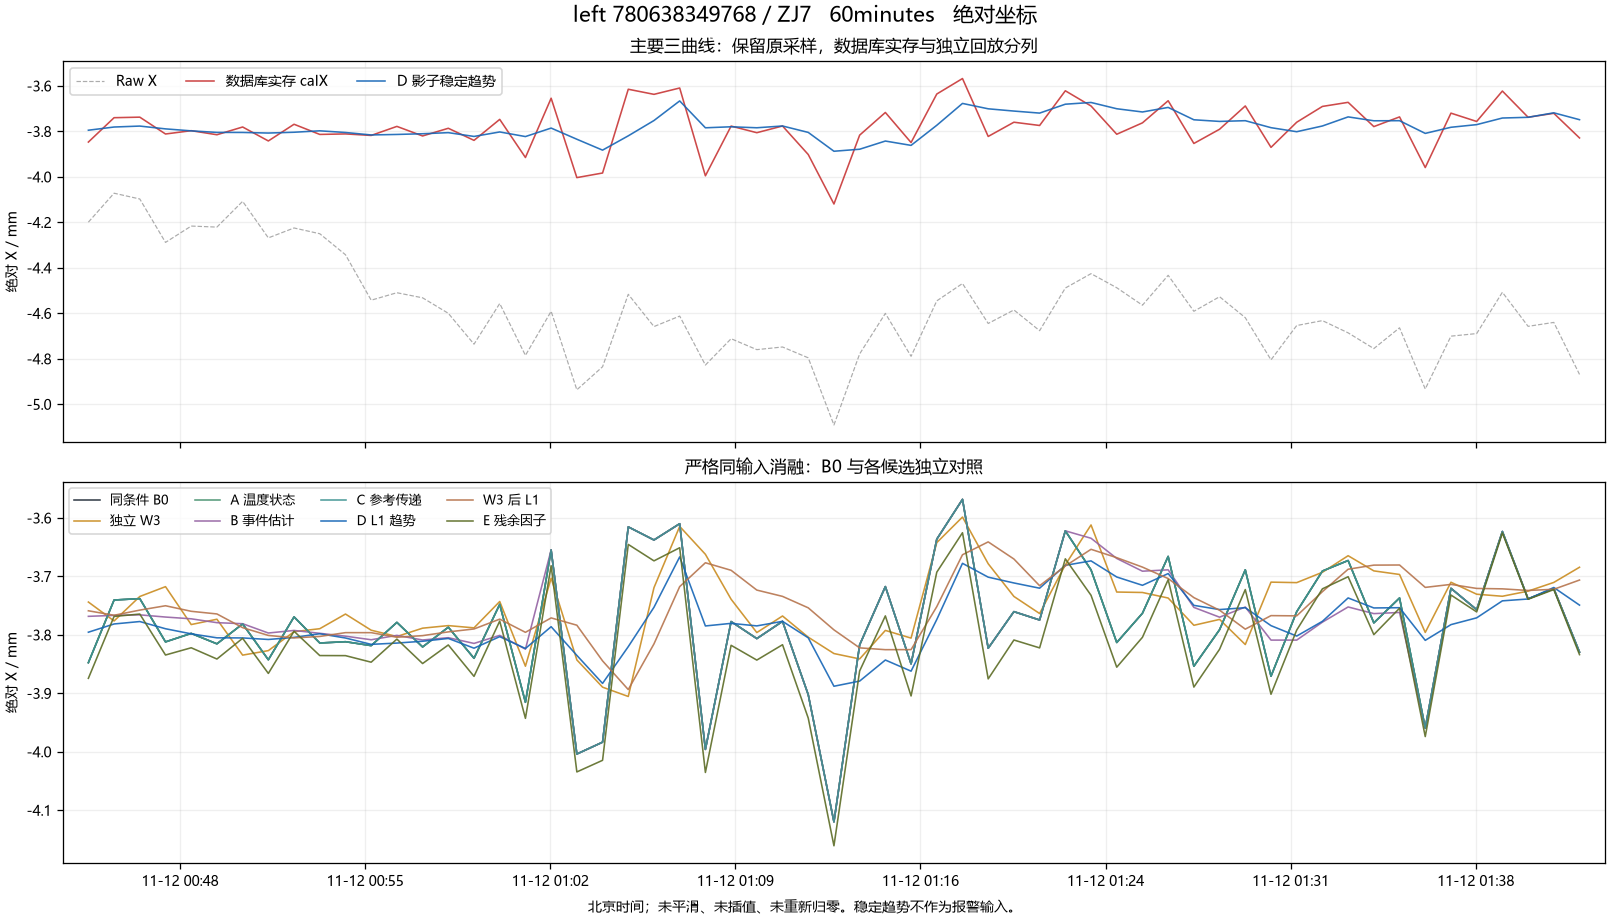 left 780638349768 / ZJ7   60minutes   绝对坐标
主要三曲线：保留原采样，数据库实存与独立回放分列
Raw X
数据库实存 calX
D 影子稳定趋势
绝对 X / mm
-3.6
-3.8
-4.0
-4.2
-4.4
-4.6
-4.8
-5.0
严格同输入消融：B0 与各候选独立对照
同条件 B0
A 温度状态
C 参考传递
W3 后 L1
独立 W3
B 事件估计
D L1 趋势
E 残余因子
绝对 X / mm
-3.6
-3.7
-3.8
-3.9
-4.0
-4.1
11-12 00:48
11-12 00:55
11-12 01:02
11-12 01:09
11-12 01:16
11-12 01:24
11-12 01:31
11-12 01:38
北京时间；未平滑、未插值、未重新归零。稳定趋势不作为报警输入。